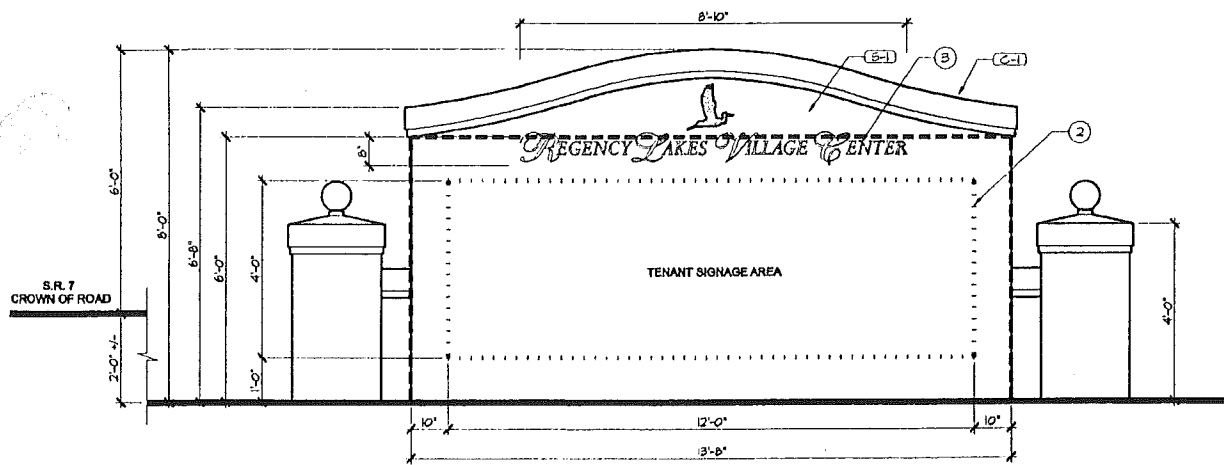 8'-10"
S-1
3
C-1
2
REGENCY LAKES VILLAGE CENTER
8"
6'-0"
8'-0"
6'-8"
6'-0"
4'-0"
TENANT SIGNAGE AREA
S.R. 7
CROWN OF ROAD
4'-0"
2'-0" +/-
1'-0"
10"
12'-0"
10"
13'-8"